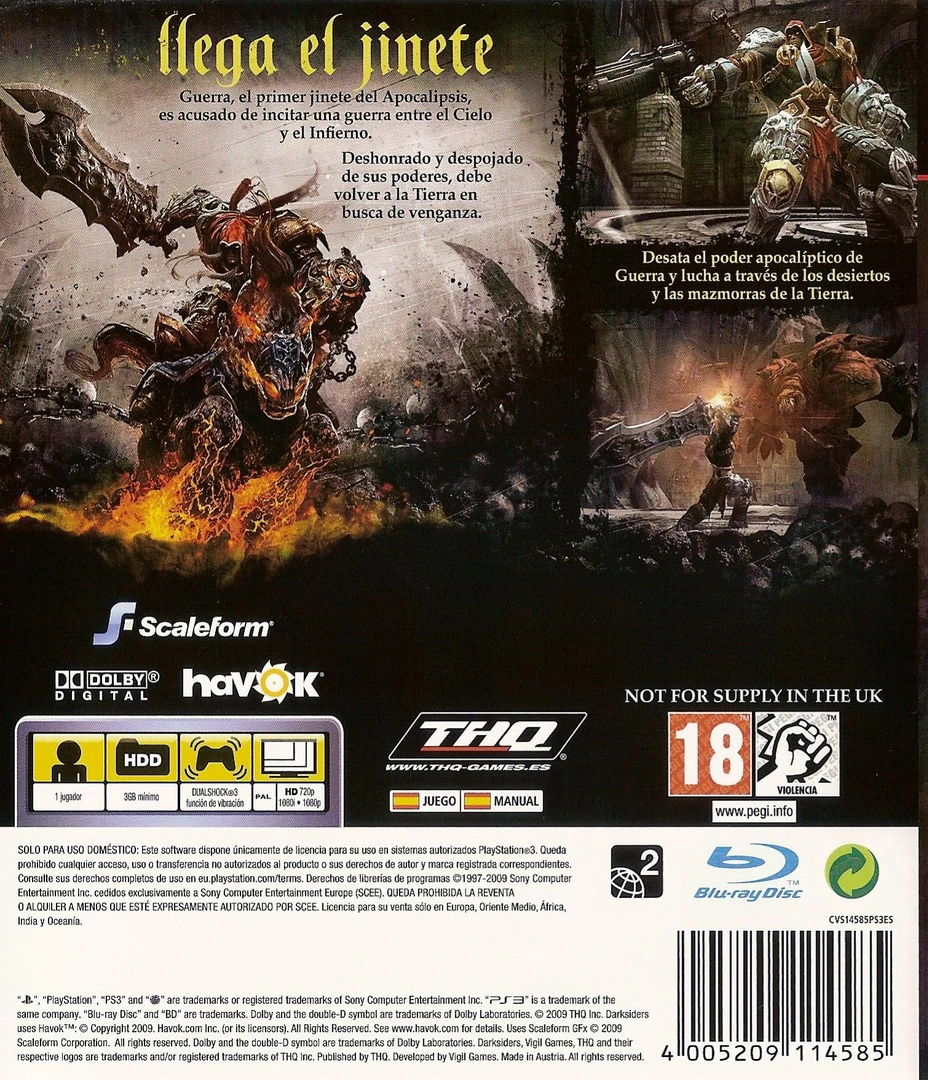 llega el jinete
Guerra, el primer jinete del Apocalipsis,
es acusado de incitar una guerra entre el Cielo
y el Infierno.
Deshonrado y despojado
de sus poderes, debe
volver a la Tierra en
busca de venganza.
Desata el poder apocalíptico de
Guerra y lucha a través de los desiertos
y las mazmorras de la Tierra.
Scaleform®
DOLBY®
DIGITAL
havok®
NOT FOR SUPPLY IN THE UK
THQ®
WWW.THQ-GAMES.ES
JUEGO
MANUAL
18™
™
VIOLENCIA
www.pegi.info
1 jugador
HDD
3GB mínimo
DUALSHOCK®3
función de vibración
PAL
HD 720p
1080i • 1080p
SOLO PARA USO DOMÉSTICO: Este software dispone únicamente de licencia para su uso en sistemas autorizados PlayStation®3. Queda
prohibido cualquier acceso, uso o transferencia no autorizados al producto o sus derechos de autor y marca registrada correspondientes.
Consulte sus derechos completos de uso en eu.playstation.com/terms. Derechos de librerías de programas ©1997-2009 Sony Computer
Entertainment Inc. cedidos exclusivamente a Sony Computer Entertainment Europe (SCEE). QUEDA PROHIBIDA LA REVENTA
O ALQUILER A MENOS QUE ESTÉ EXPRESAMENTE AUTORIZADO POR SCEE. Licencia para su venta sólo en Europa, Oriente Medio, África,
India y Oceanía.
2
Blu-ray Disc™
CVS14585PS3ES
"", "PlayStation", "PS3" and "" are trademarks or registered trademarks of Sony Computer Entertainment Inc. "PS3" is a trademark of the
same company. "Blu-ray Disc" and "BD" are trademarks. Dolby and the double-D symbol are trademarks of Dolby Laboratories. © 2009 THQ Inc. Darksiders
uses Havok™: © Copyright 2009. Havok.com Inc. (or its licensors). All Rights Reserved. See www.havok.com for details. Uses Scaleform GFx © 2009
Scaleform Corporation. All rights reserved. Dolby and the double-D symbol are trademarks of Dolby Laboratories. Darksiders, Vigil Games, THQ and their
respective logos are trademarks and/or registered trademarks of THQ Inc. Published by THQ. Developed by Vigil Games. Made in Austria. All rights reserved.
4 005209 114585